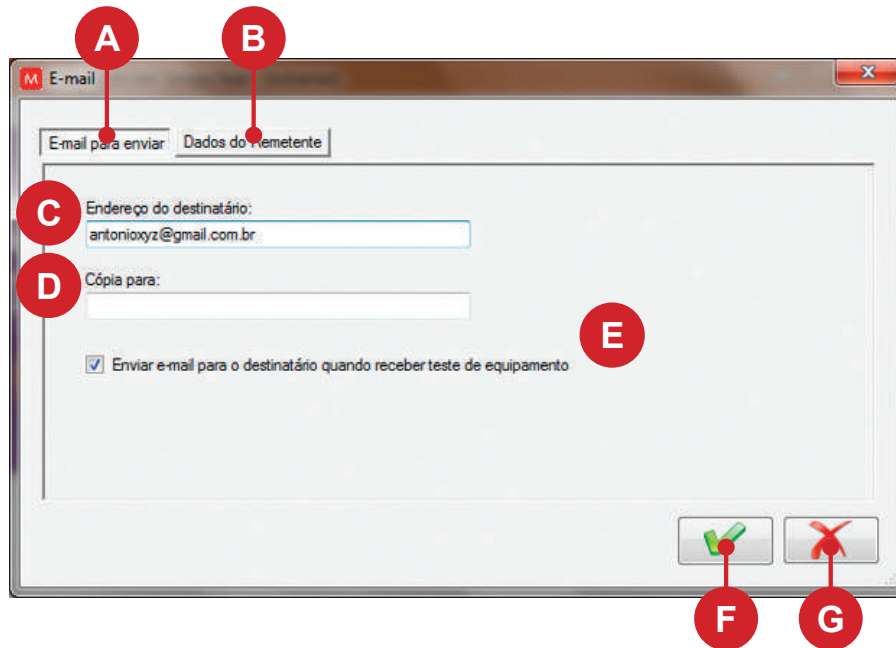 A
B
M E-mail
E-mail para enviar Dados do Remetente
C Endereço do destinatário:
antonioxyz@gmail.com.br
D Cópia para:
E
Enviar e-mail para o destinatário quando receber teste de equipamento
F
G